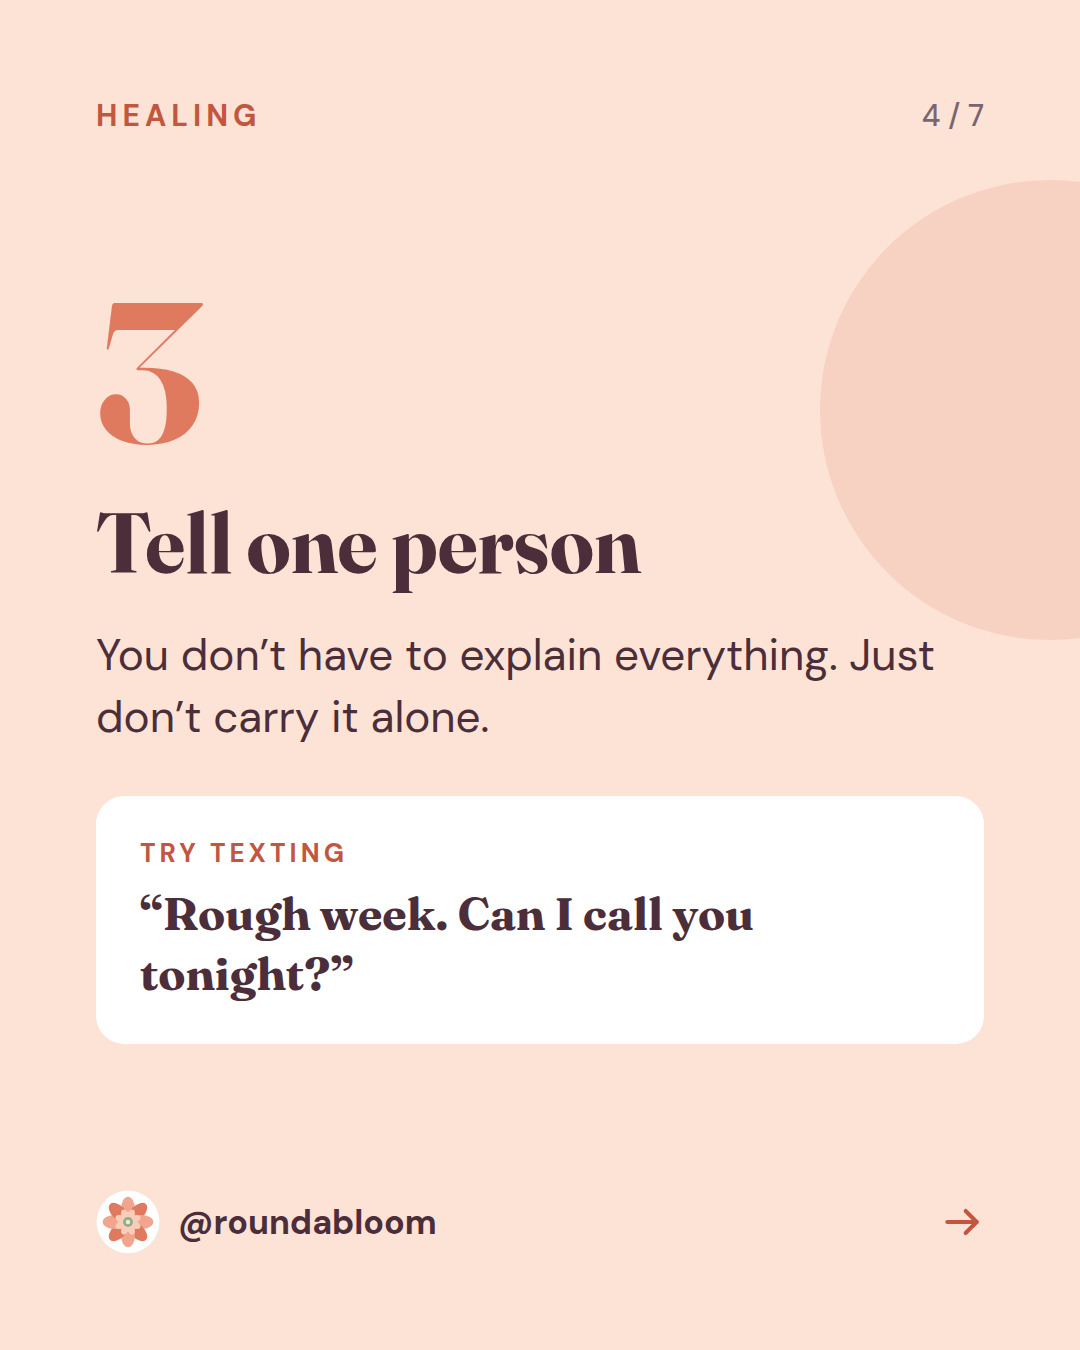 HEALING
4 / 7
3
Tell one person
You don’t have to explain everything. Just
don’t carry it alone.
TRY TEXTING
“Rough week. Can I call you
tonight?”
@roundabloom